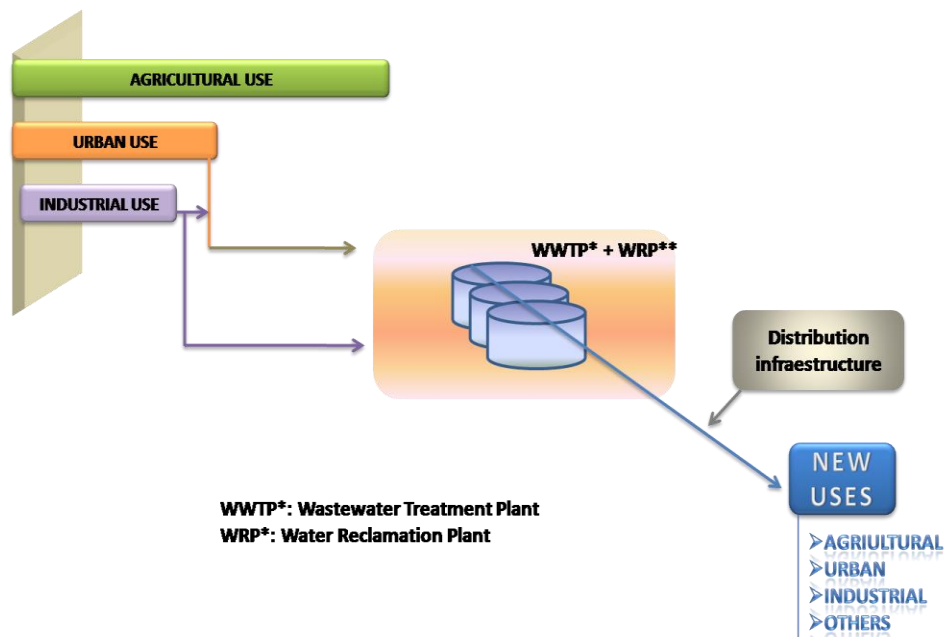 AGRICULTURAL USE
URBAN USE
INDUSTRIAL USE
WWTP* + WRP**
Distribution
infraestructure
NEW
USES
WWTP*: Wastewater Treatment Plant
WRP*: Water Reclamation Plant
➢AGRIULTURAL
➢URBAN
➢INDUSTRIAL
➢OTHERS